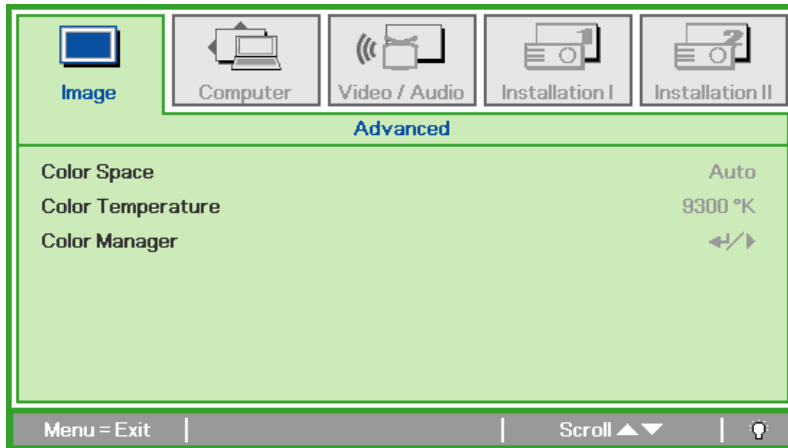 Image
Computer
Video / Audio
Installation I
Installation II
Advanced
Color Space Auto
Color Temperature 9300 °K
Color Manager
Menu = Exit Scroll